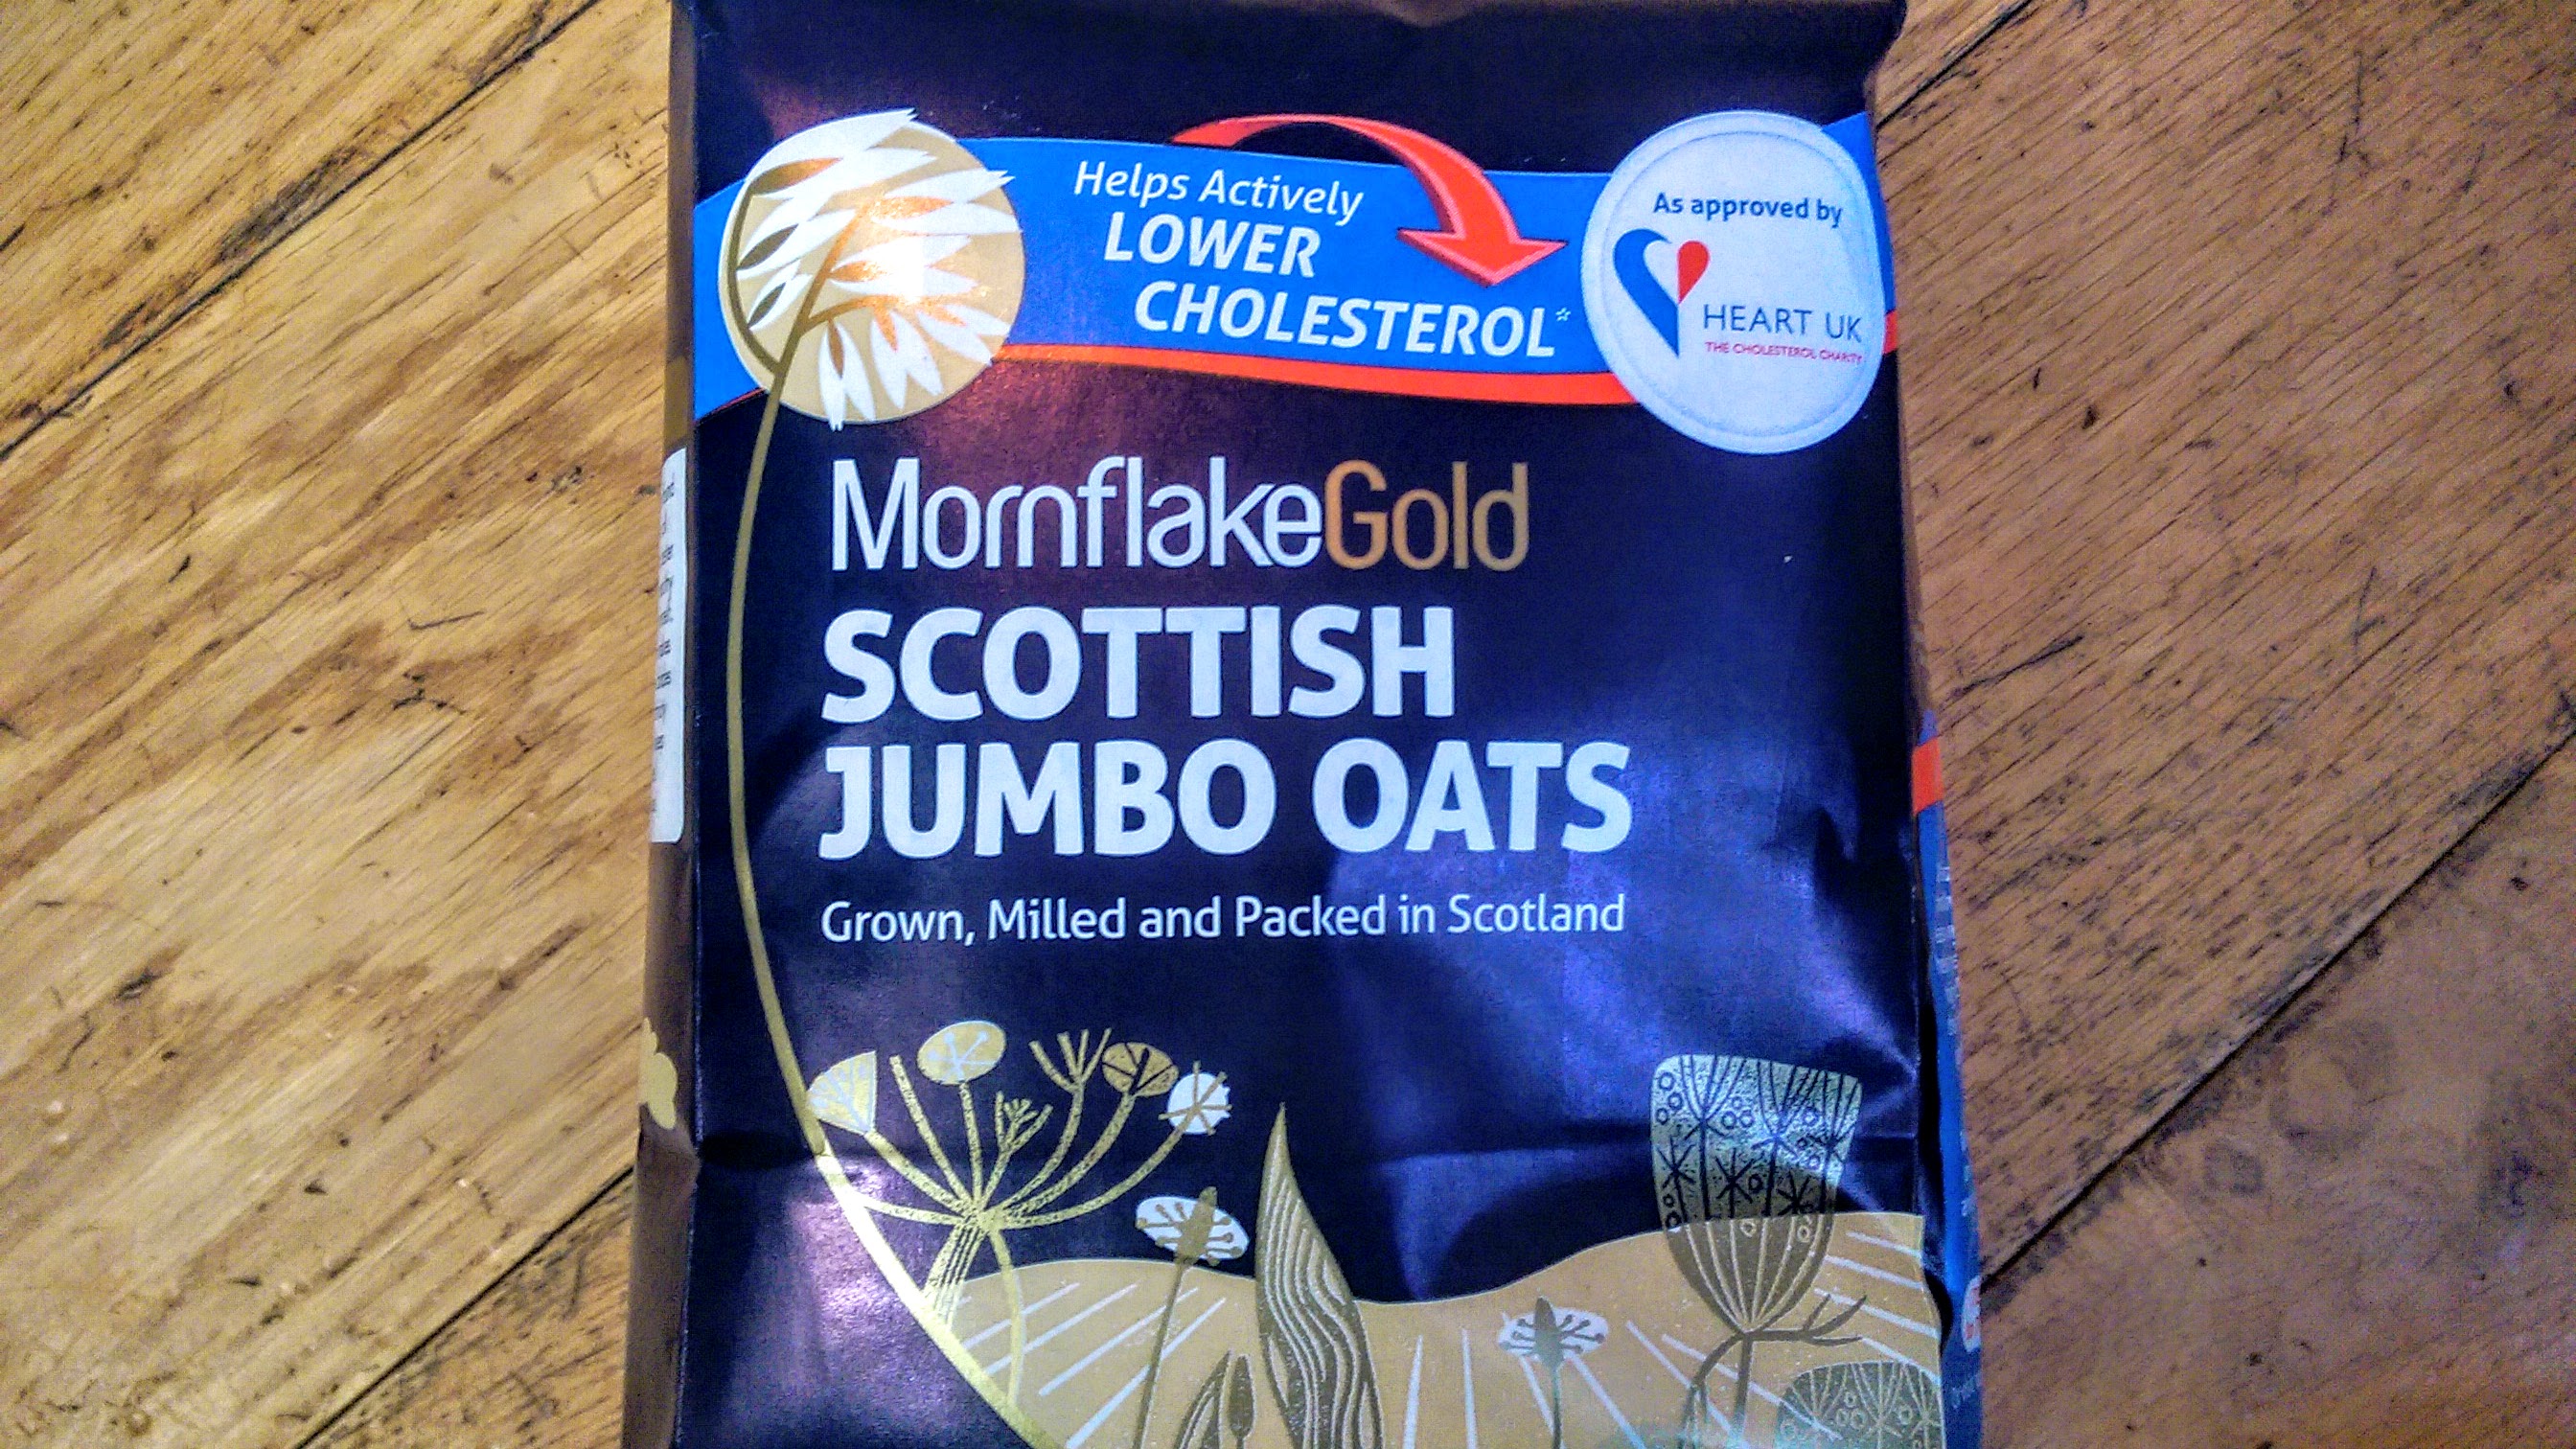 Helps Actively
LOWER
CHOLESTEROL*
As approved by
HEART UK
THE CHOLESTEROL CHARITY
MornflakeGold
SCOTTISH
JUMBO OATS
Grown, Milled and Packed in Scotland